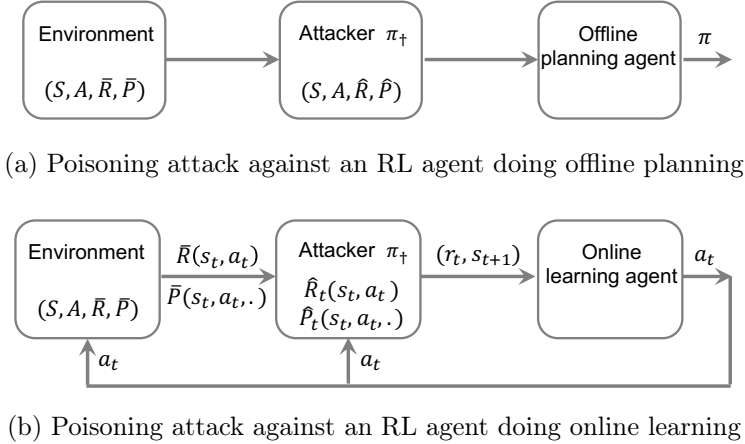 Environment
(S, A, R̄, P̄)
Attacker π†
(S, A, R̂, P̂)
Offline
planning agent
π
(a) Poisoning attack against an RL agent doing offline planning
Environment
(S, A, R̄, P̄)
R̄(s_t, a_t)
P̄(s_t, a_t, .)
Attacker π†
R̂_t(s_t, a_t)
P̂_t(s_t, a_t, .)
(r_t, s_{t+1})
Online
learning agent
a_t
a_t
a_t
(b) Poisoning attack against an RL agent doing online learning